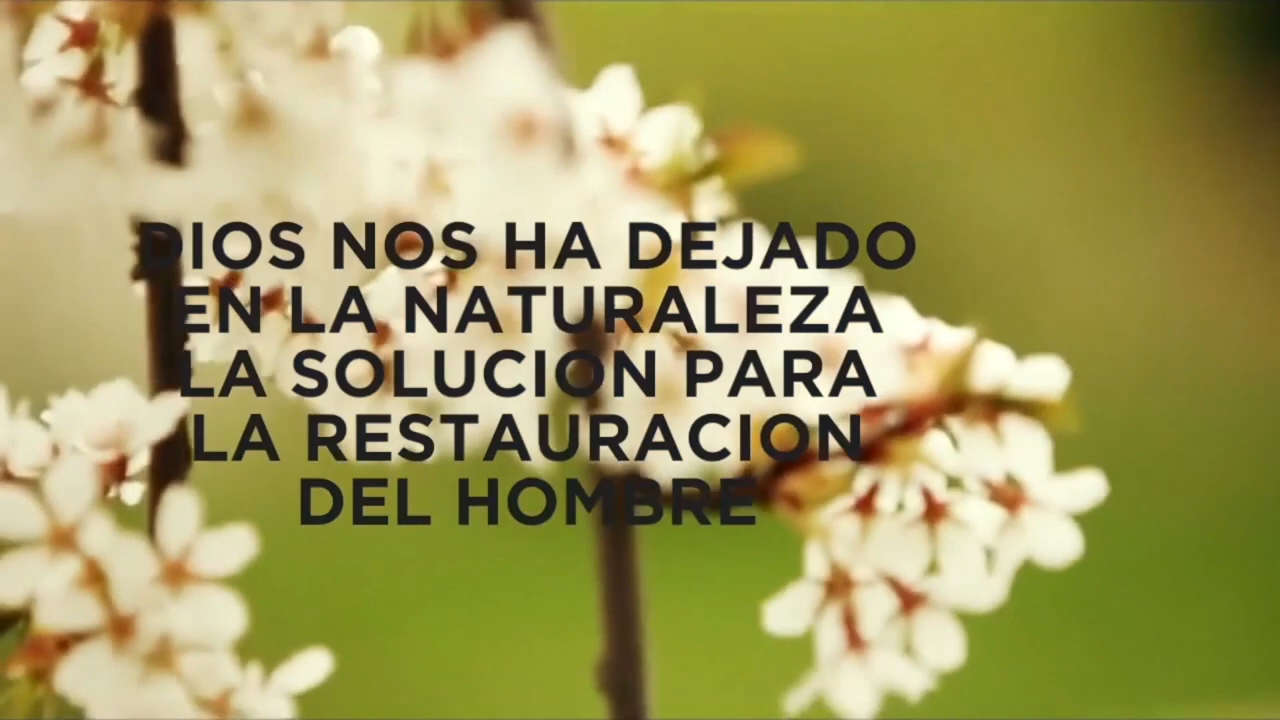 DIOS NOS HA DEJADO
EN LA NATURALEZA
LA SOLUCION PARA
LA RESTAURACION
DEL HOMBRE